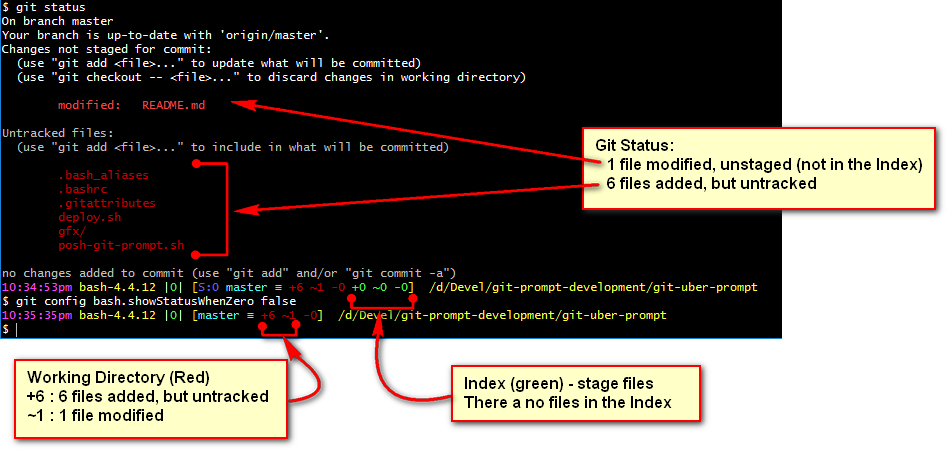 $ git status
On branch master
Your branch is up-to-date with 'origin/master'.
Changes not staged for commit:
(use "git add <file>..." to update what will be committed)
(use "git checkout -- <file>..." to discard changes in working directory)
modified: README.md
Untracked files:
(use "git add <file>..." to include in what will be committed)
.bash_aliases
.bashrc
.gitattributes
deploy.sh
gfx/
posh-git-prompt.sh
no changes added to commit (use "git add" and/or "git commit -a")
10:34:53pm bash-4.4.12 |0| [S:0 master ≡ +6 ~1 -0 +0 ~0 -0] /d/Devel/git-prompt-development/git-uber-prompt
$ git config bash.showStatusWhenZero false
10:35:35pm bash-4.4.12 |0| [master ≡ +6 ~1 -0] /d/Devel/git-prompt-development/git-uber-prompt
$
Git Status:
1 file modified, unstaged (not in the Index)
6 files added, but untracked
Working Directory (Red)
+6 : 6 files added, but untracked
~1 : 1 file modified
Index (green) - stage files
There a no files in the Index